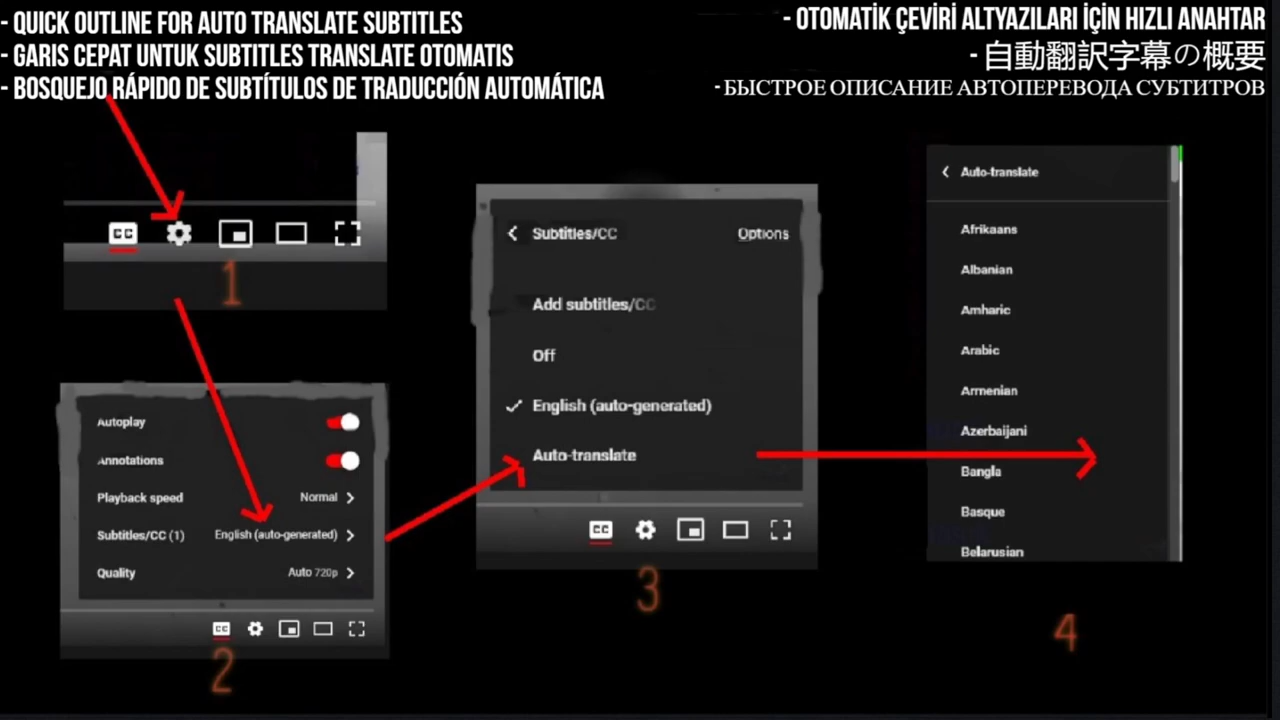 - QUICK OUTLINE FOR AUTO TRANSLATE SUBTITLES
- GARIS CEPAT UNTUK SUBTITLES TRANSLATE OTOMATIS
- BOSQUEJO RÁPIDO DE SUBTÍTULOS DE TRADUCCIÓN AUTOMÁTICA
- OTOMATİK ÇEVİRİ ALTYAZILARI İÇİN HIZLI ANAHTAR
- 自動翻訳字幕の概要
- БЫСТРОЕ ОПИСАНИЕ АВТОПЕРЕВОДА СУБТИТРОВ
CC
1
Autoplay
Annotations
Playback speed Normal
Subtitles/CC (1) English (auto-generated)
Quality Auto 720p
CC
2
Subtitles/CC Options
Add subtitles/CC
Off
English (auto-generated)
Auto-translate
CC
3
Auto-translate
Afrikaans
Albanian
Amharic
Arabic
Armenian
Azerbaijani
Bangla
Basque
Belarusian
4